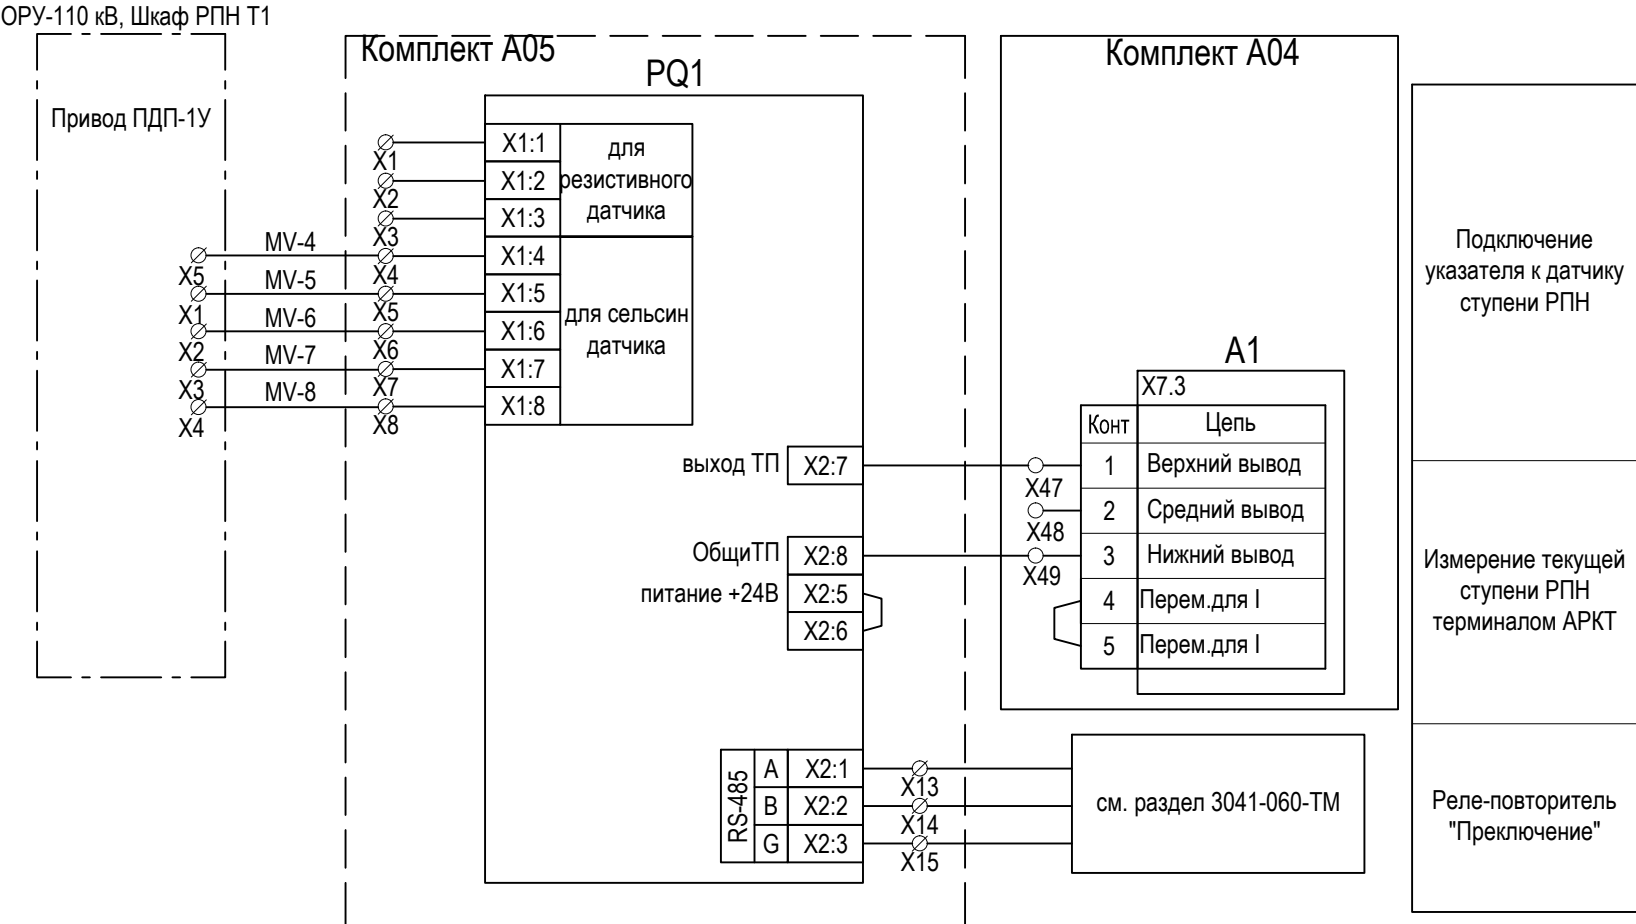 ОРУ-110 кВ, Шкаф РПН Т1
Привод ПДП-1У
X5
X1
X2
X3
X4
MV-4
MV-5
MV-6
MV-7
MV-8
Комплект А05
PQ1
X1
X2
X3
X4
X5
X6
X7
X8
X1:1
X1:2
X1:3
X1:4
X1:5
X1:6
X1:7
X1:8
для
резистивного
датчика
для сельсин
датчика
выход ТП X2:7
ОбщиТП X2:8
питание +24В X2:5
X2:6
RS-485
A X2:1
B X2:2
G X2:3
X13
X14
X15
Комплект А04
A1
X7.3
Конт Цепь
1 Верхний вывод
2 Средний вывод
3 Нижний вывод
4 Перем.для I
5 Перем.для I
X47
X48
X49
см. раздел 3041-060-ТМ
Подключение
указателя к датчику
ступени РПН
Измерение текущей
ступени РПН
терминалом АРКТ
Реле-повторитель
"Преключение"